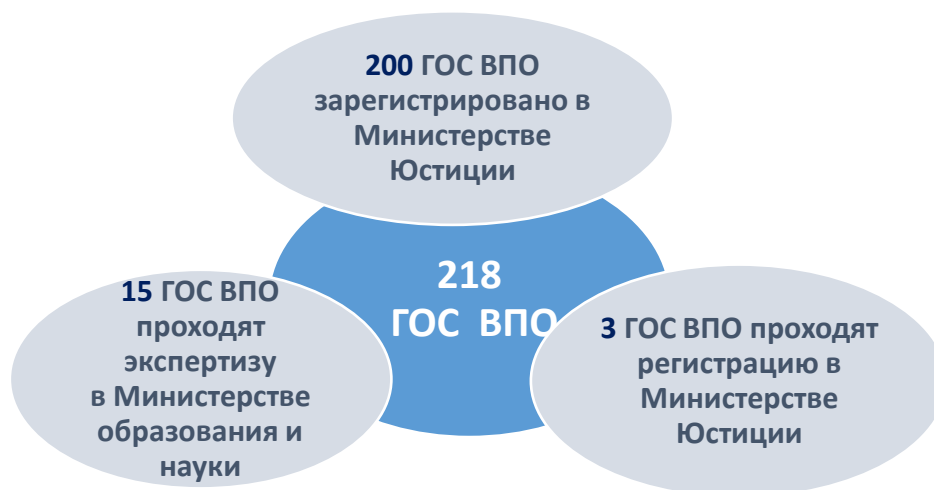 200 ГОС ВПО
зарегистрировано в
Министерстве
Юстиции
218
ГОС ВПО
15 ГОС ВПО
проходят
экспертизу
в Министерстве
образования и
науки
3 ГОС ВПО проходят
регистрацию в
Министерстве
Юстиции